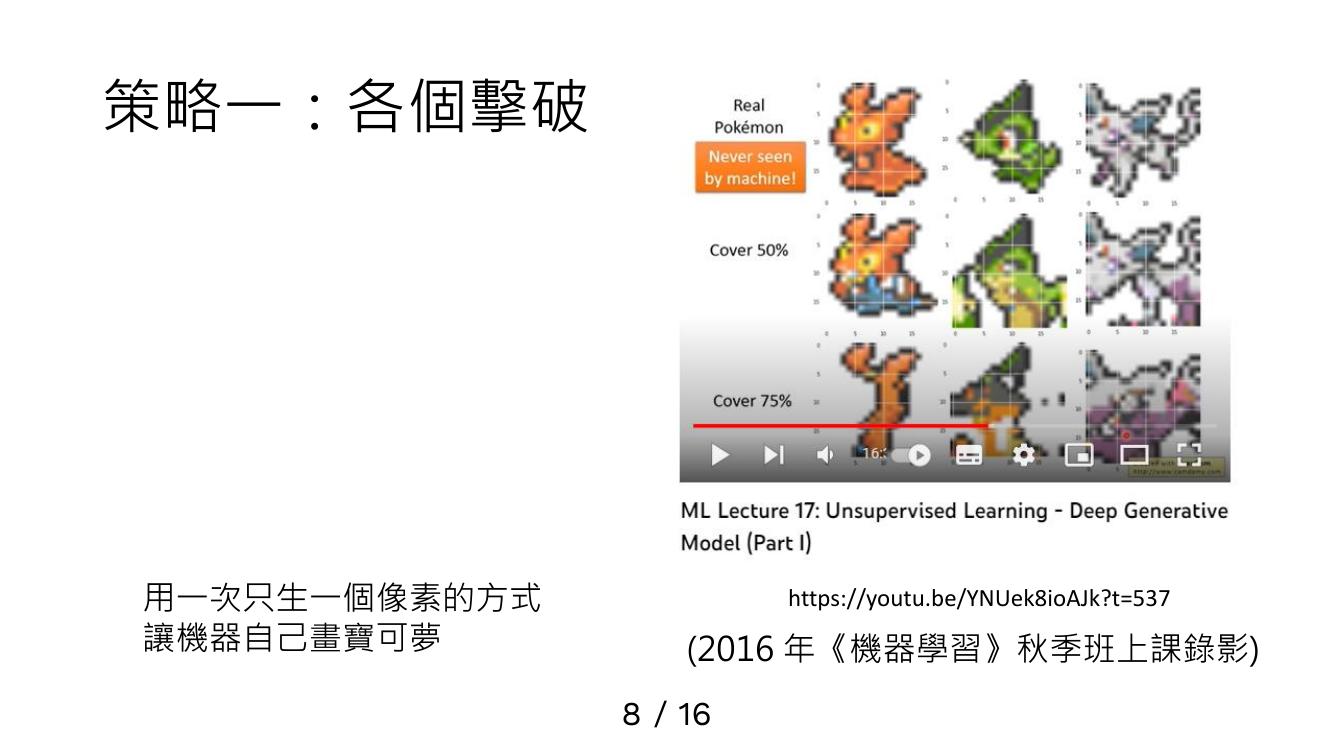 策略一：各個擊破
Real
Pokémon
Never seen
by machine!
Cover 50%
Cover 75%
ML Lecture 17: Unsupervised Learning - Deep Generative
Model (Part I)
用一次只生一個像素的方式
讓機器自己畫寶可夢
https://youtu.be/YNUek8ioAJk?t=537
(2016 年《機器學習》秋季班上課錄影)
8 / 16